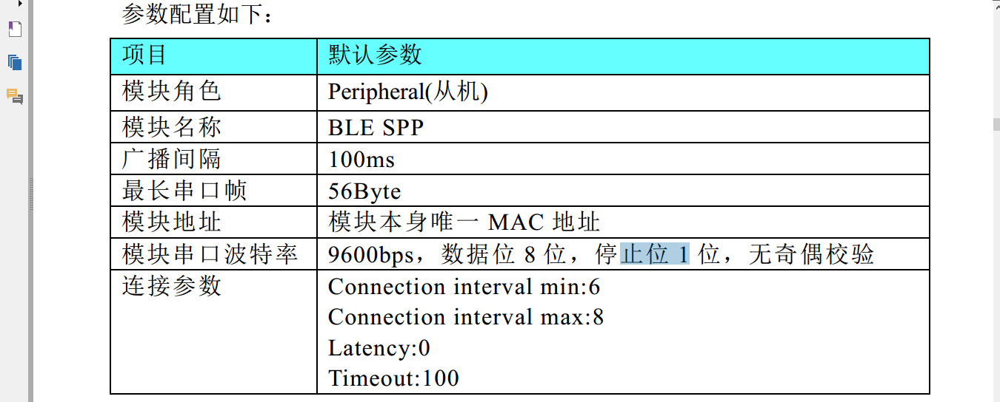 参数配置如下：
项目 默认参数
模块角色 Peripheral(从机)
模块名称 BLE SPP
广播间隔 100ms
最长串口帧 56Byte
模块地址 模块本身唯一 MAC 地址
模块串口波特率 9600bps，数据位 8 位，停止位 1 位，无奇偶校验
连接参数 Connection interval min:6
Connection interval max:8
Latency:0
Timeout:100